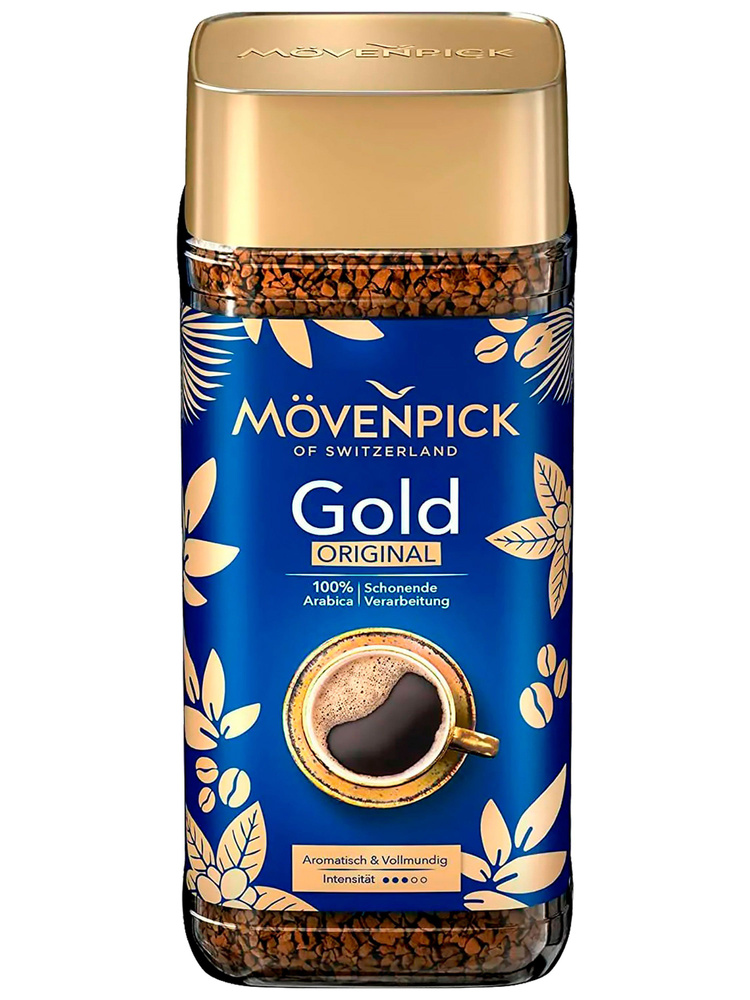 MÖVENPICK
MÖVENPICK
OF SWITZERLAND
Gold
ORIGINAL
100% Arabica
Schonende Verarbeitung
Aromatisch & Vollmundig
Intensität